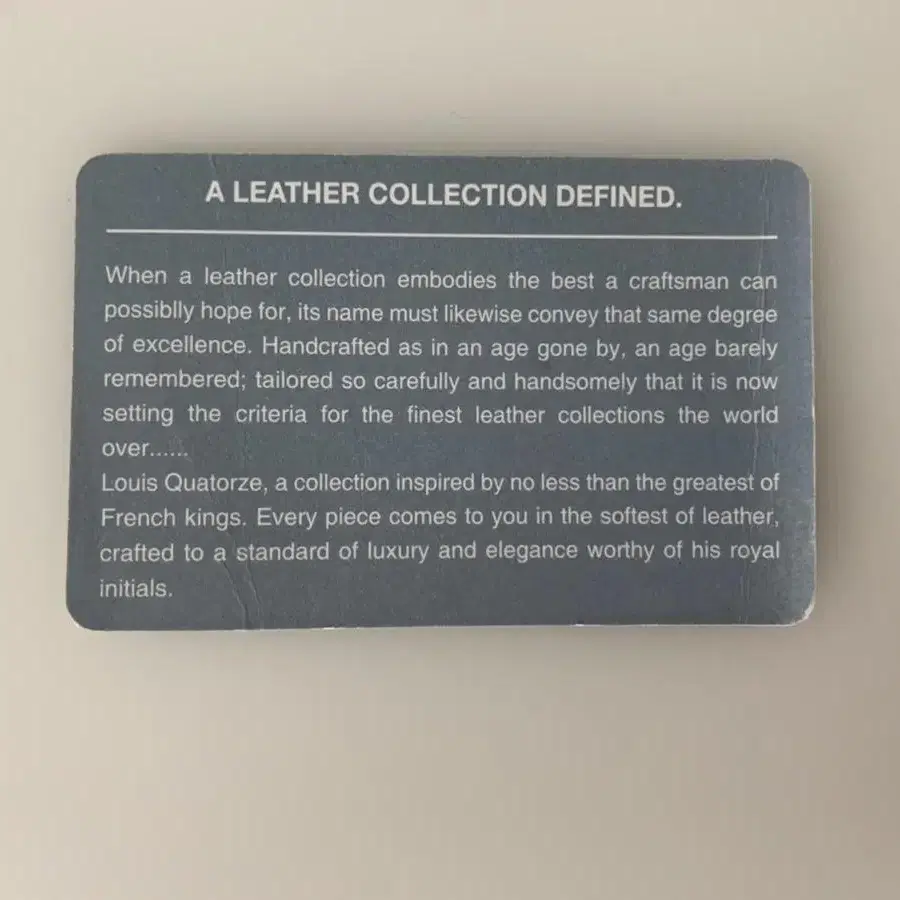 A LEATHER COLLECTION DEFINED.
When a leather collection embodies the best a craftsman can
possiblly hope for, its name must likewise convey that same degree
of excellence. Handcrafted as in an age gone by, an age barely
remembered; tailored so carefully and handsomely that it is now
setting the criteria for the finest leather collections the world
over......
Louis Quatorze, a collection inspired by no less than the greatest of
French kings. Every piece comes to you in the softest of leather,
crafted to a standard of luxury and elegance worthy of his royal
initials.